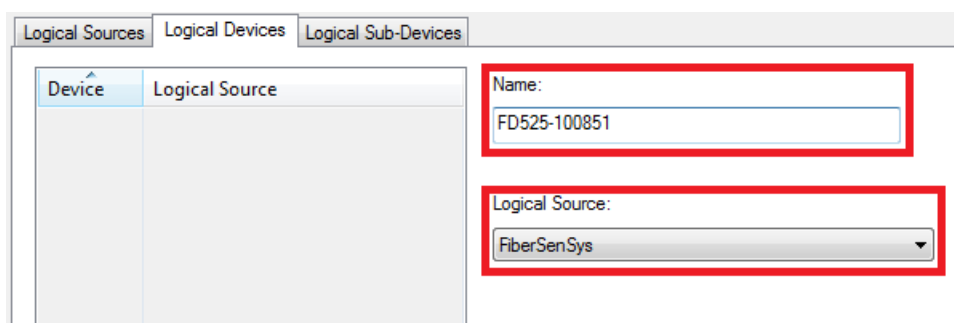 Logical Sources Logical Devices Logical Sub-Devices
Device Logical Source
Name:
FD525-100851
Logical Source:
FiberSenSys